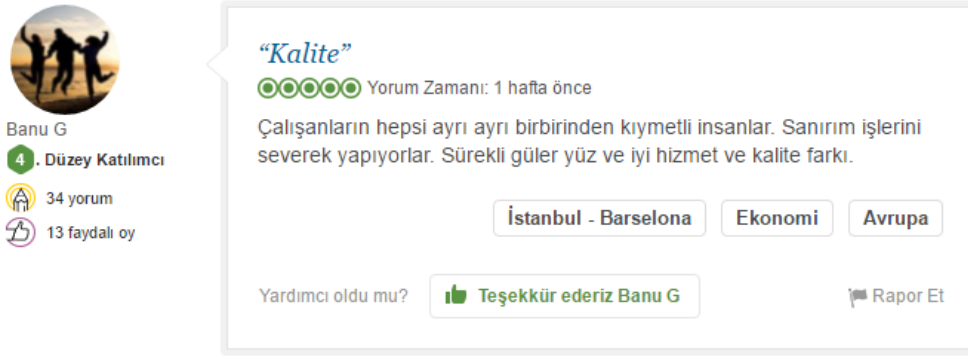 “Kalite”
Yorum Zamanı: 1 hafta önce
Banu G
4. Düzey Katılımcı
34 yorum
13 faydalı oy
Çalışanların hepsi ayrı ayrı birbirinden kıymetli insanlar. Sanırım işlerini
severek yapıyorlar. Sürekli güler yüz ve iyi hizmet ve kalite farkı.
İstanbul - Barselona Ekonomi Avrupa
Yardımcı oldu mu? Teşekkür ederiz Banu G Rapor Et